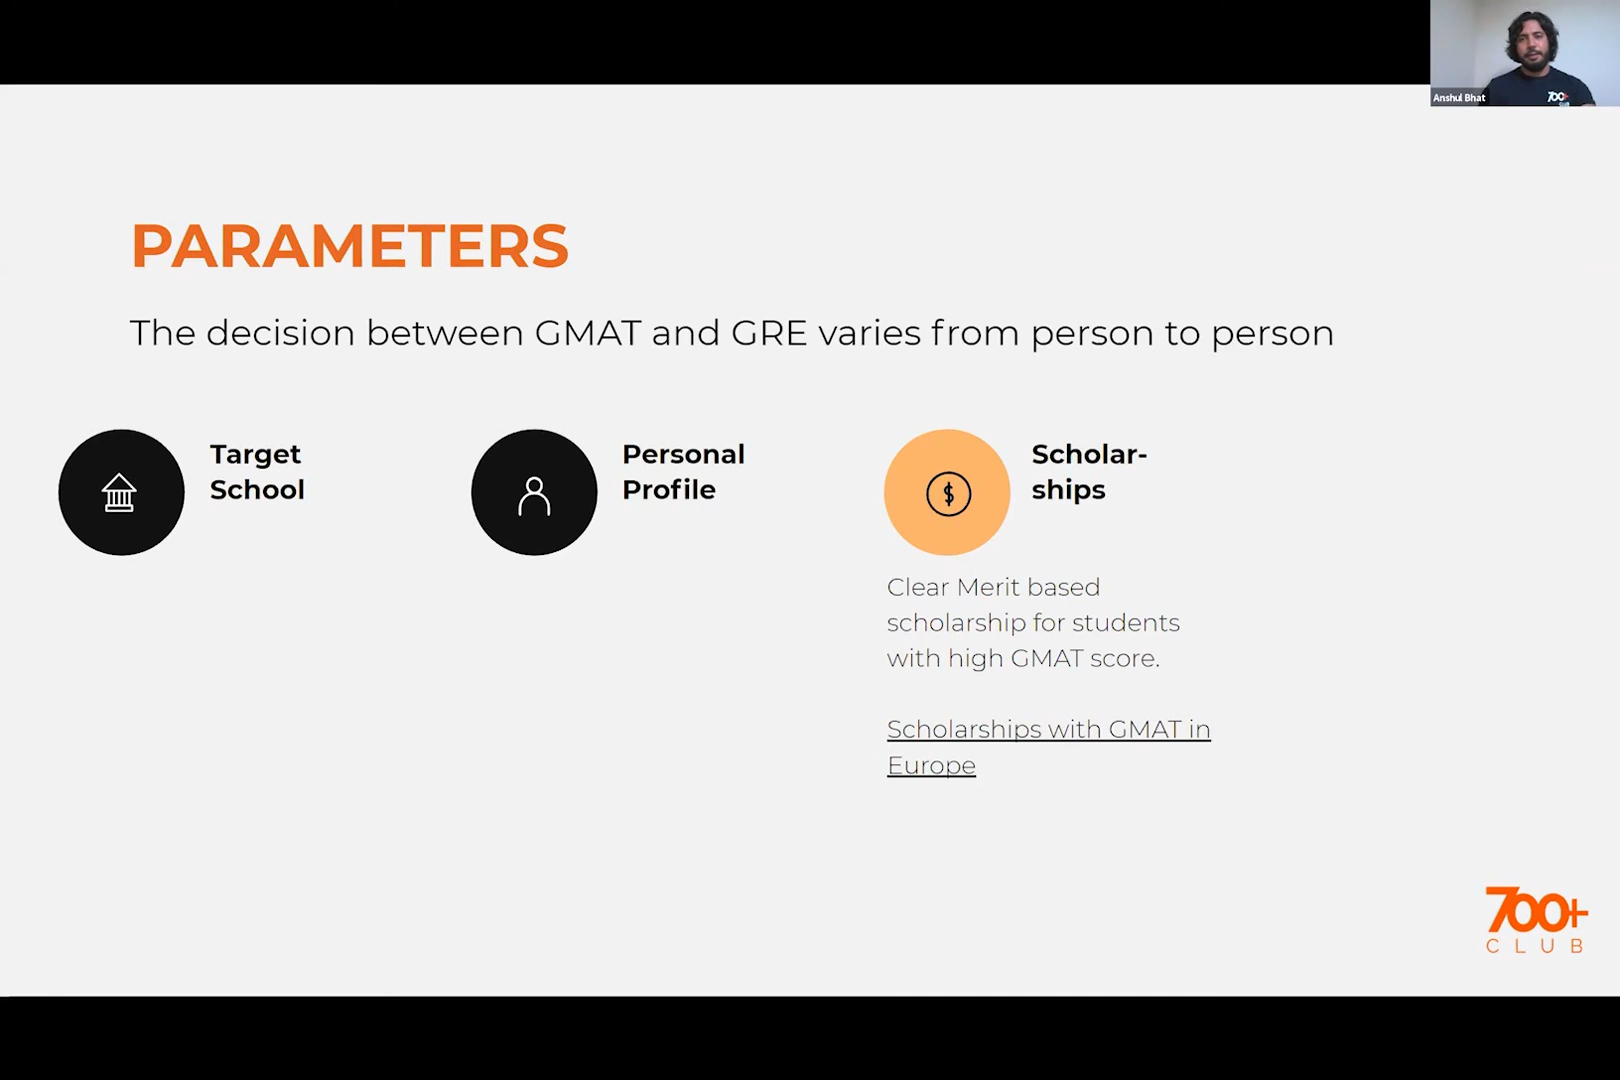 Anshul Bhat
700+
PARAMETERS
The decision between GMAT and GRE varies from person to person
Target
School
Personal
Profile
Scholar-
ships
$
Clear Merit based
scholarship for students
with high GMAT score.
Scholarships with GMAT in
Europe
700+
CLUB